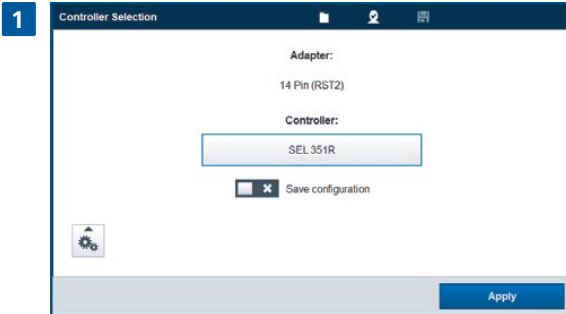 1
Controller Selection
Adapter:
14 Pin (RST2)
Controller:
SEL 351R
Save configuration
Apply